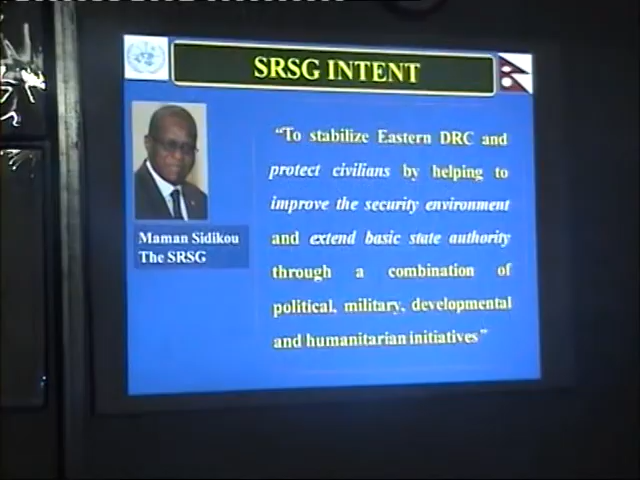 SRSG INTENT
Maman Sidikou
The SRSG
“To stabilize Eastern DRC and
protect civilians by helping to
improve the security environment
and extend basic state authority
through a combination of
political, military, developmental
and humanitarian initiatives”